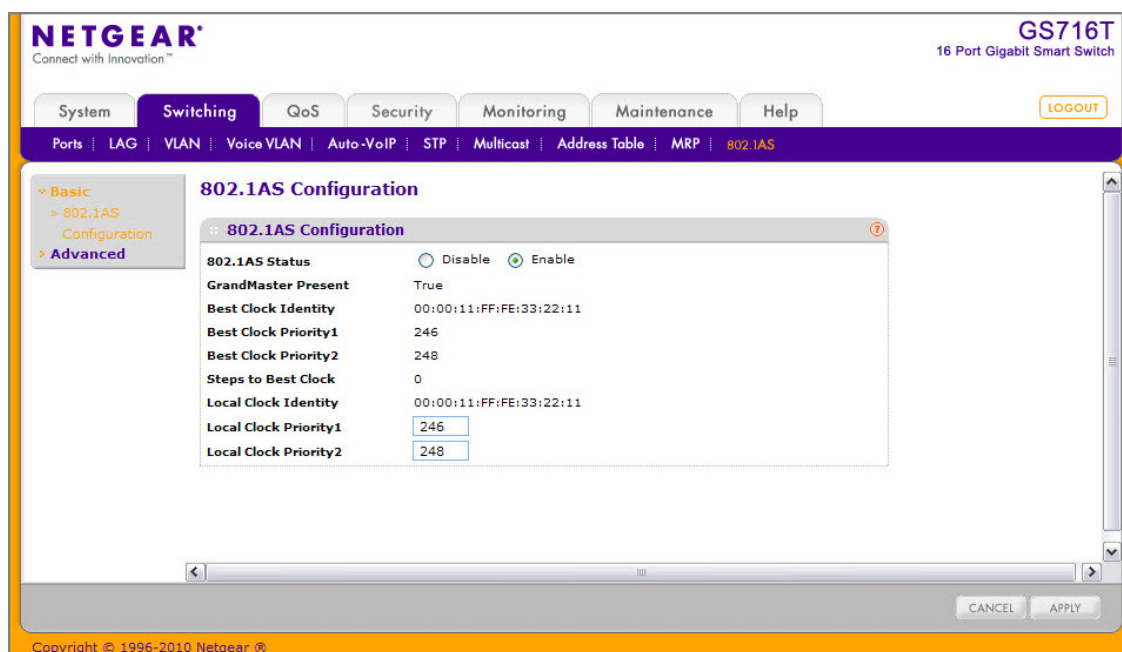 NETGEAR®
Connect with Innovation™
GS716T
16 Port Gigabit Smart Switch
System Switching QoS Security Monitoring Maintenance Help LOGOUT
Ports LAG VLAN Voice VLAN Auto-VoIP STP Multicast Address Table MRP 802.1AS
Basic
802.1AS
Configuration
Advanced
802.1AS Configuration
802.1AS Configuration ?
802.1AS Status Disable Enable
GrandMaster Present True
Best Clock Identity 00:00:11:FF:FE:33:22:11
Best Clock Priority1 246
Best Clock Priority2 248
Steps to Best Clock 0
Local Clock Identity 00:00:11:FF:FE:33:22:11
Local Clock Priority1 246
Local Clock Priority2 248
CANCEL APPLY
Copyright © 1996-2010 Netgear ®